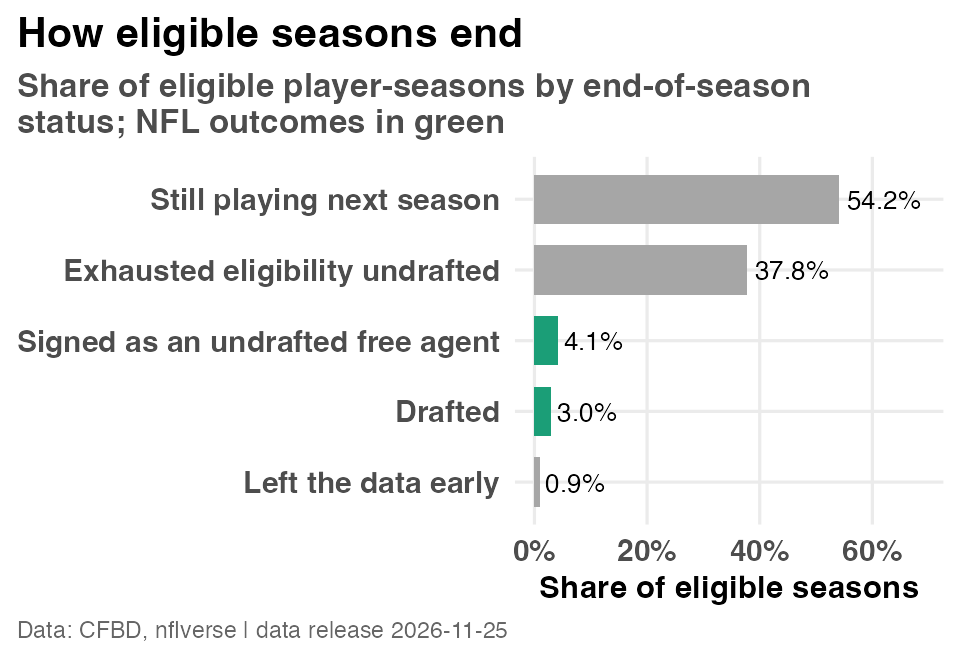 How eligible seasons end
Share of eligible player-seasons by end-of-season
status; NFL outcomes in green
Still playing next season 54.2%
Exhausted eligibility undrafted 37.8%
Signed as an undrafted free agent 4.1%
Drafted 3.0%
Left the data early 0.9%
0% 20% 40% 60%
Share of eligible seasons
Data: CFBD, nflverse | data release 2026-11-25